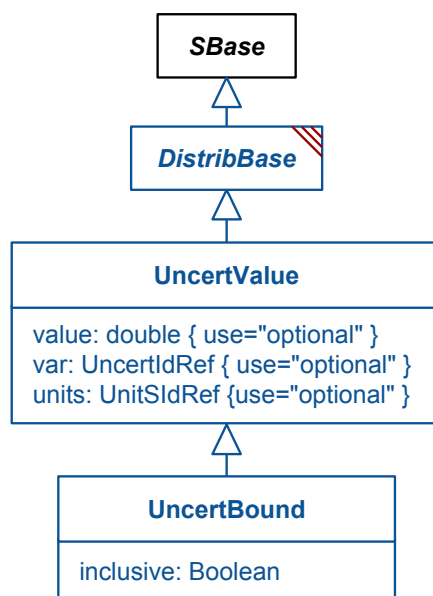 SBase
DistribBase
UncertValue
value: double { use="optional" }
var: UncertIdRef { use="optional" }
units: UnitSIdRef {use="optional" }
UncertBound
inclusive: Boolean